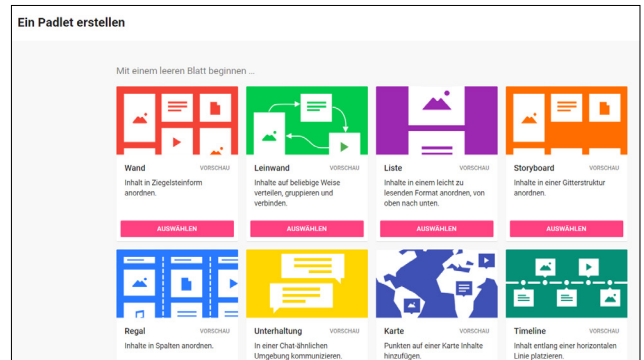 Ein Padlet erstellen
Mit einem leeren Blatt beginnen ...
Wand VORSCHAU
Inhalt in Ziegelsteinform
anordnen.
AUSWÄHLEN
Leinwand VORSCHAU
Inhalte auf beliebige Weise
verteilen, gruppieren und
verbinden.
AUSWÄHLEN
Liste VORSCHAU
Inhalte in einem leicht zu
lesenden Format anordnen, von
oben nach unten.
AUSWÄHLEN
Storyboard VORSCHAU
Inhalte in einer Gitterstruktur
anordnen.
AUSWÄHLEN
Regal VORSCHAU
Inhalte in Spalten anordnen.
Unterhaltung VORSCHAU
In einer Chat-ähnlichen
Umgebung kommunizieren.
Karte VORSCHAU
Punkten auf einer Karte Inhalte
hinzufügen.
Timeline VORSCHAU
Inhalt entlang einer horizontalen
Linie platzieren.